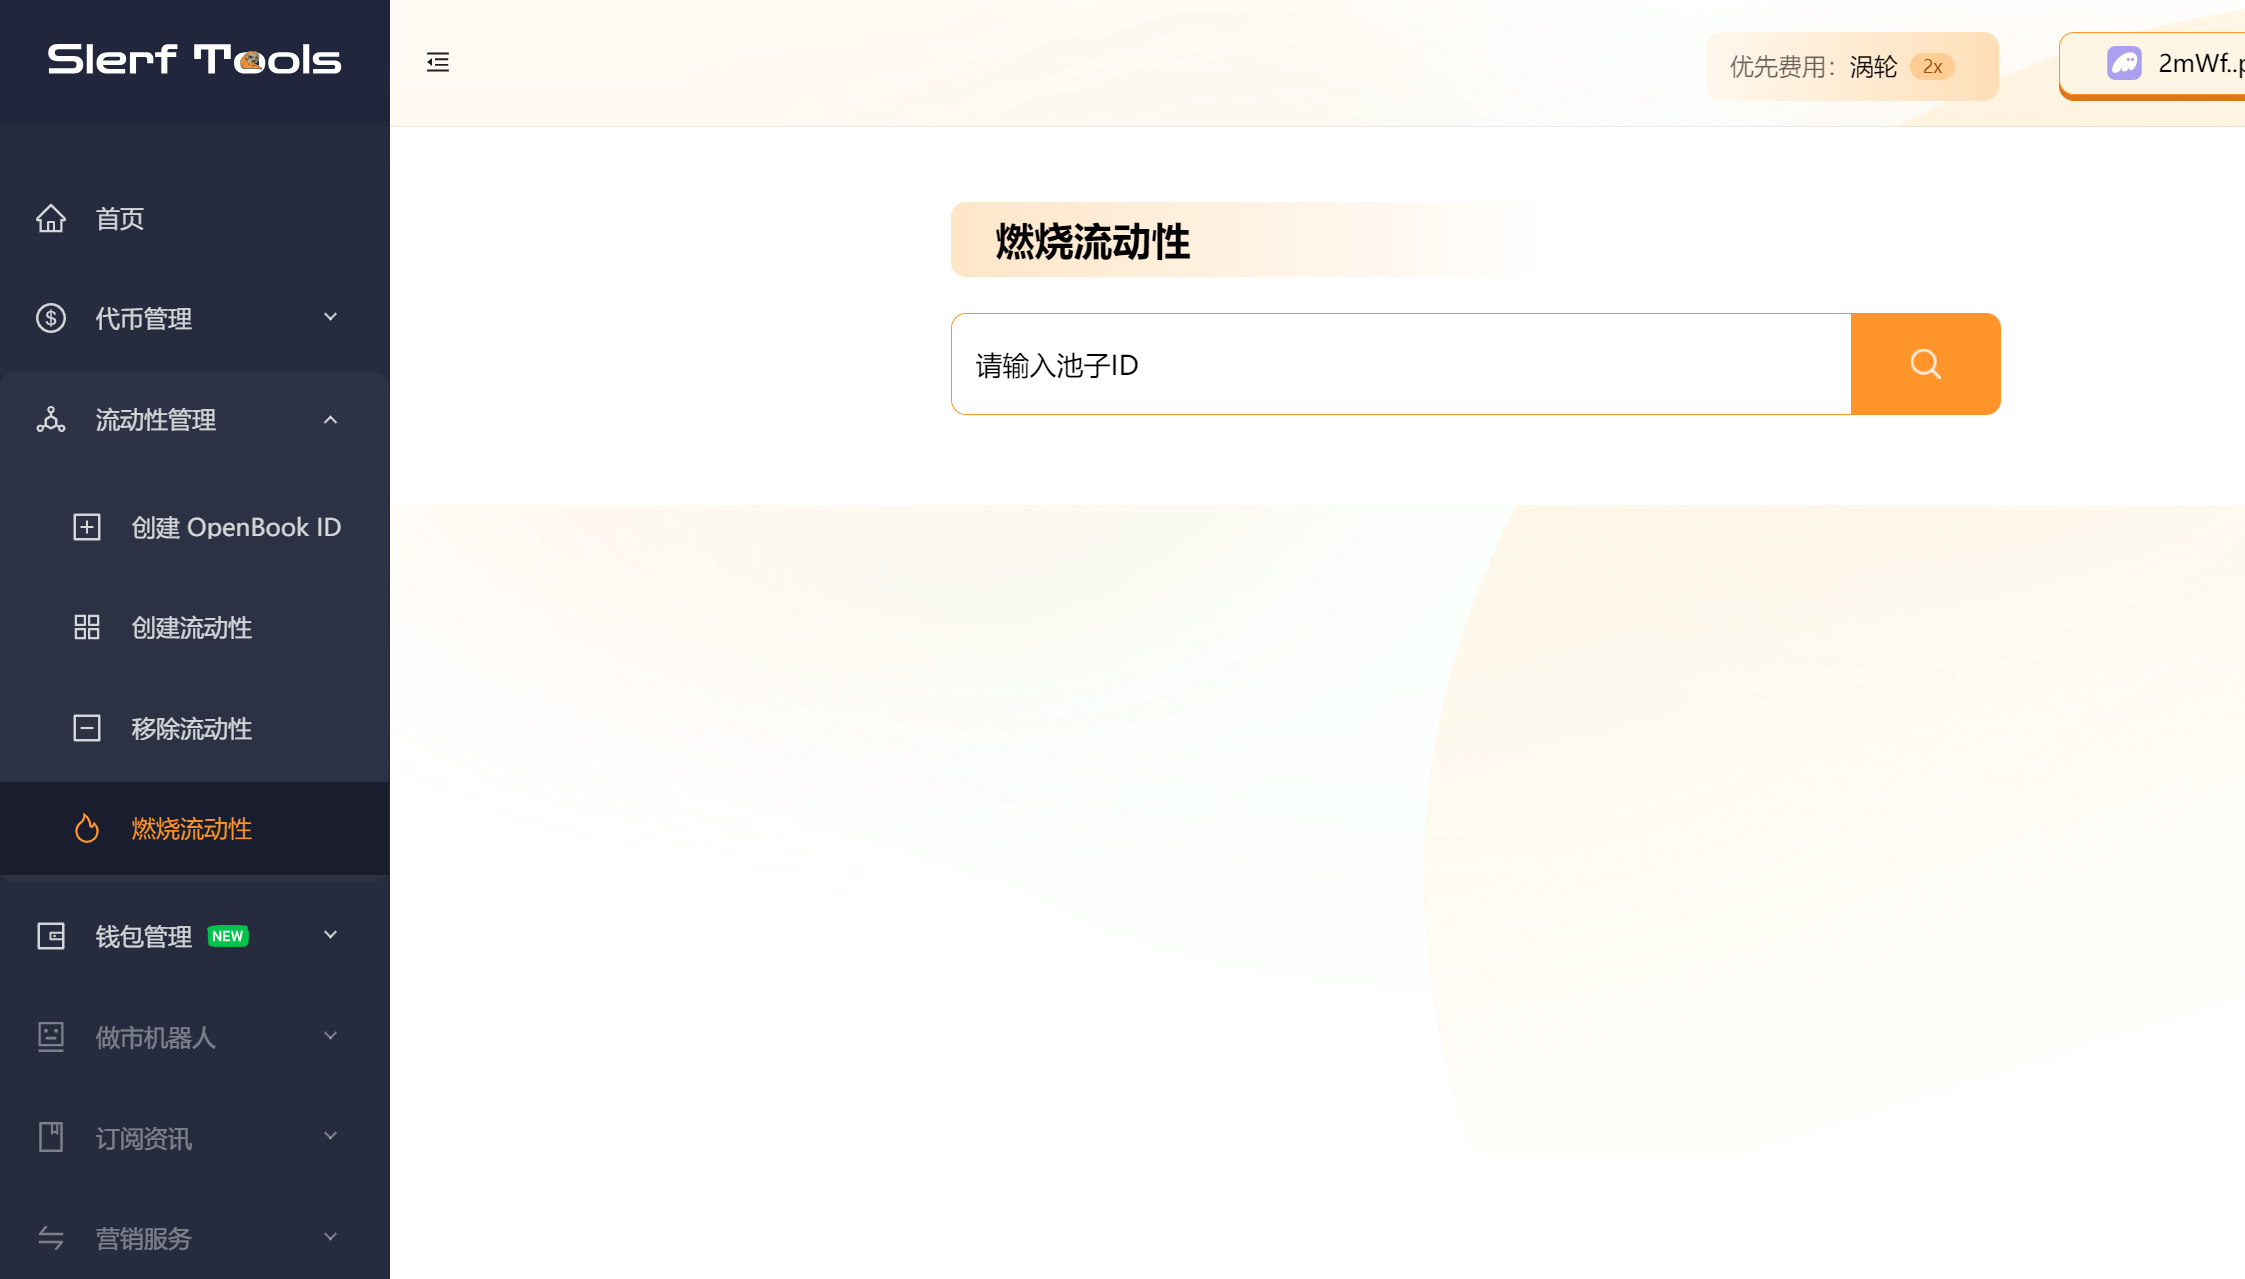 Slerf Tools
优先费用：涡轮 2x
2mWf..p
首页
代币管理
流动性管理
创建 OpenBook ID
创建流动性
移除流动性
燃烧流动性
钱包管理 NEW
做市机器人
订阅资讯
营销服务
燃烧流动性
请输入池子ID